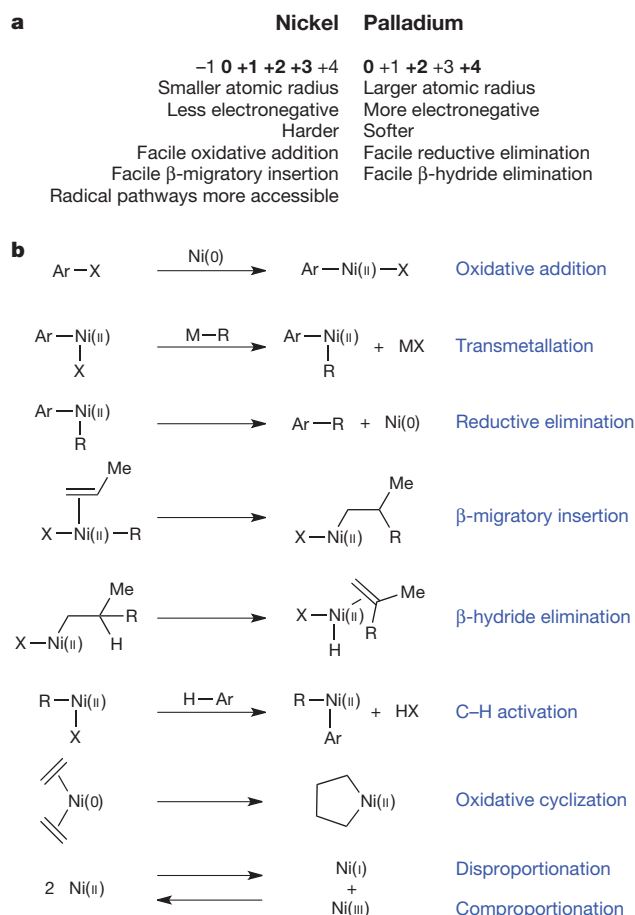 a
Nickel Palladium
–1 0 +1 +2 +3 +4 0 +1 +2 +3 +4
Smaller atomic radius Larger atomic radius
Less electronegative More electronegative
Harder Softer
Facile oxidative addition Facile reductive elimination
Facile β-migratory insertion Facile β-hydride elimination
Radical pathways more accessible
b
Ar–X Ni(0) Ar–Ni(II)–X Oxidative addition
Ar–Ni(II) X M–R Ar–Ni(II) R + MX Transmetallation
Ar–Ni(II) R Ar–R + Ni(0) Reductive elimination
Me X–Ni(II)–R Me X–Ni(II) R β-migratory insertion
Me R X–Ni(II) H Me X–Ni(II) R H β-hydride elimination
R–Ni(II) X H–Ar R–Ni(II) Ar + HX C–H activation
Ni(0) Ni(II) Oxidative cyclization
2 Ni(II) Ni(I) + Ni(III) Disproportionation
Comproportionation